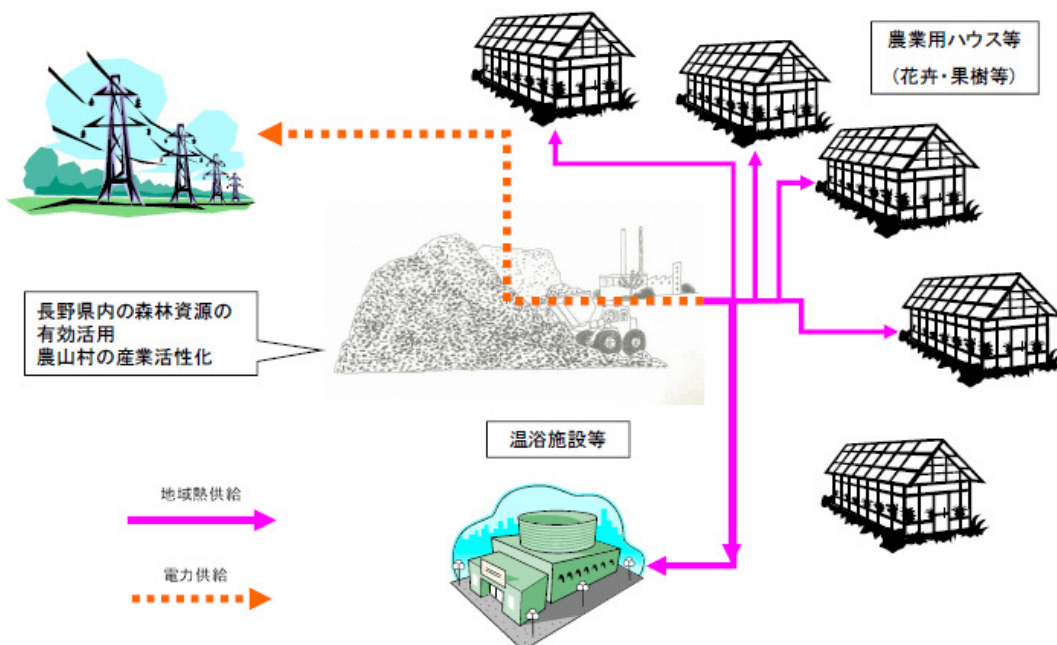 農業用ハウス等
(花卉・果樹等)
長野県内の森林資源の
有効活用
農山村の産業活性化
温浴施設等
地域熱供給
電力供給